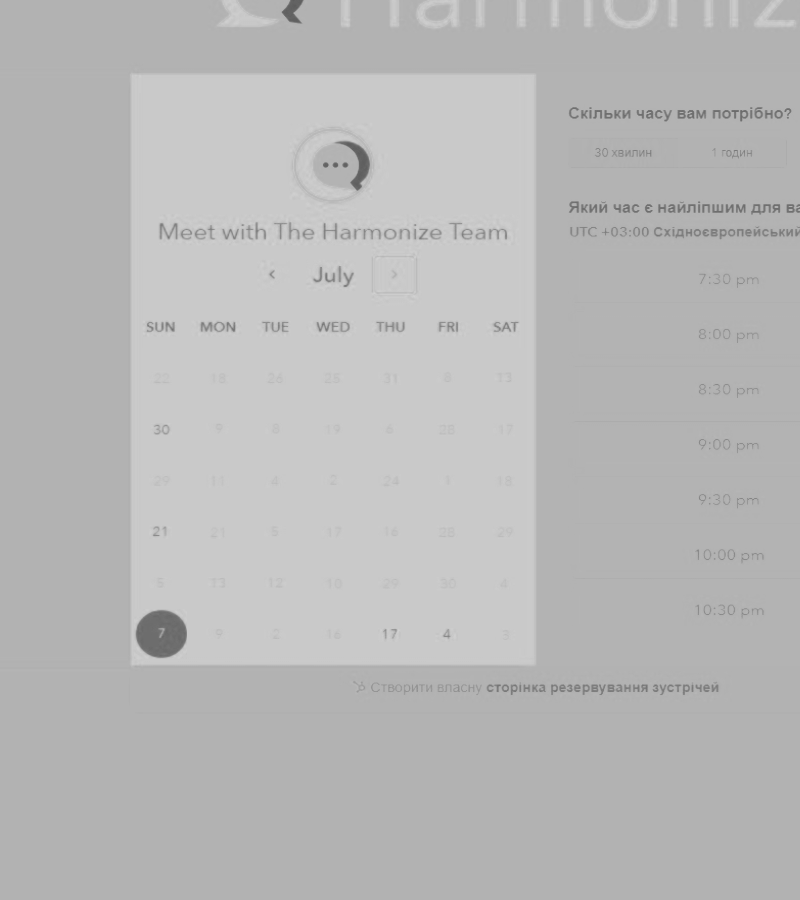 Harmoniz
Meet with The Harmonize Team
July
SUN MON TUE WED THU FRI SAT
22 18 26 25 31 8 13
30 9 8 19 6 28 17
29 11 4 2 24 1 18
21 21 5 17 16 28 29
5 13 12 10 29 30 4
7 9 2 16 17 4 3
Скільки часу вам потрібно?
30 хвилин 1 годин
Який час є найліпшим для ва
UTC +03:00 Східноєвропейський
7:30 pm
8:00 pm
8:30 pm
9:00 pm
9:30 pm
10:00 pm
10:30 pm
Створити власну сторінка резервування зустрічей